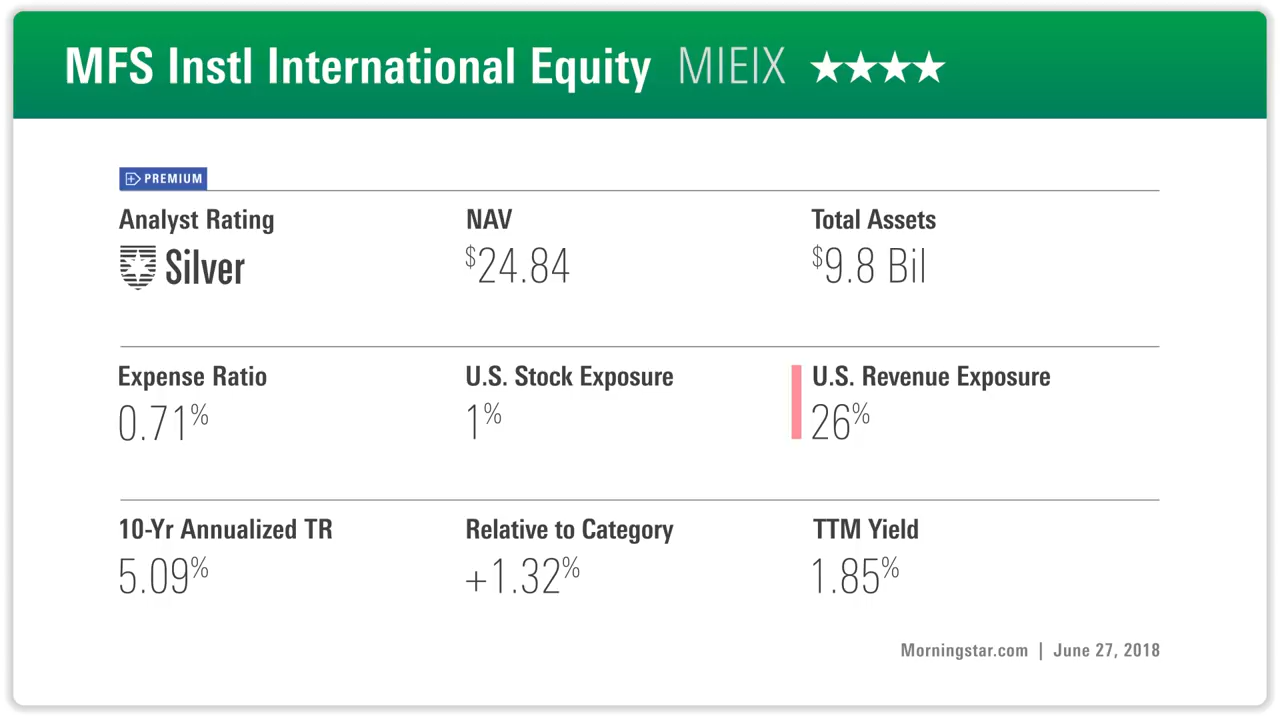 MFS Instl International Equity MIEIX ★★★★
PREMIUM
Analyst Rating NAV Total Assets
Silver $24.84 $9.8 Bil
Expense Ratio U.S. Stock Exposure U.S. Revenue Exposure
0.71% 1% 26%
10-Yr Annualized TR Relative to Category TTM Yield
5.09% +1.32% 1.85%
Morningstar.com | June 27, 2018